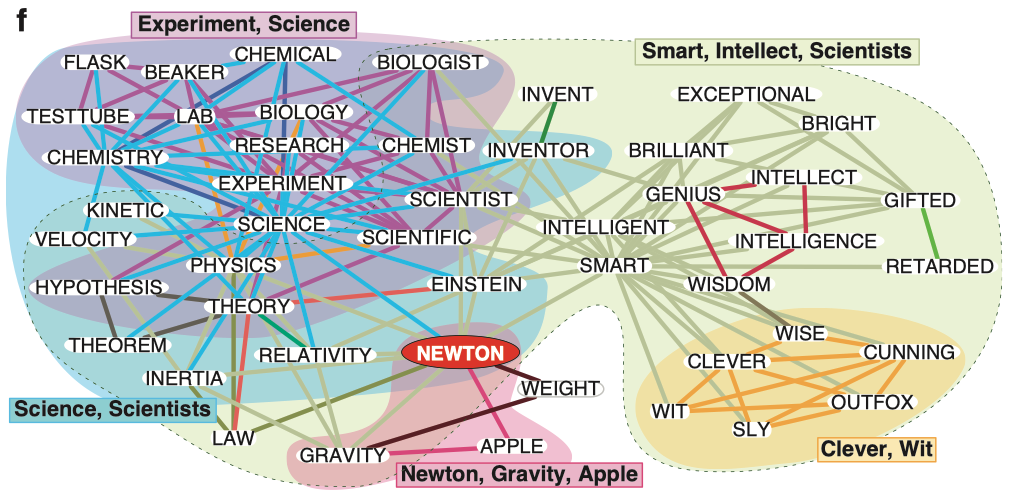 f
Experiment, Science
Smart, Intellect, Scientists
FLASK
BEAKER
CHEMICAL
BIOLOGIST
INVENT
EXCEPTIONAL
TESTTUBE
LAB
BIOLOGY
BRIGHT
CHEMISTRY
RESEARCH
CHEMIST
INVENTOR
BRILLIANT
EXPERIMENT
GENIUS
INTELLECT
KINETIC
SCIENCE
SCIENTIST
GIFTED
VELOCITY
SCIENTIFIC
INTELLIGENT
INTELLIGENCE
PHYSICS
SMART
RETARDED
HYPOTHESIS
THEORY
EINSTEIN
WISDOM
THEOREM
RELATIVITY
NEWTON
WISE
CLEVER
CUNNING
INERTIA
WEIGHT
Science, Scientists
WIT
OUTFOX
LAW
SLY
GRAVITY
APPLE
Clever, Wit
Newton, Gravity, Apple